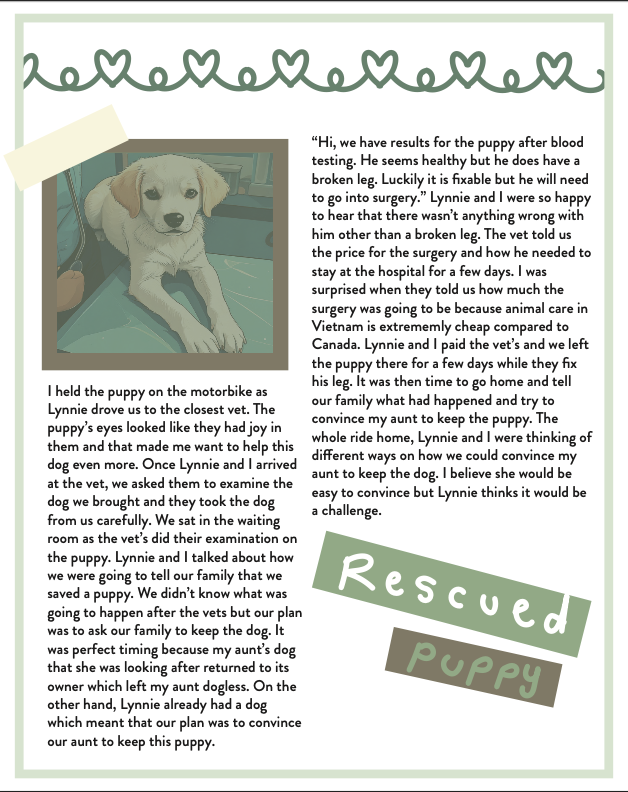 I held the puppy on the motorbike as
Lynnie drove us to the closest vet. The
puppy's eyes looked like they had joy in
them and that made me want to help this
dog even more. Once Lynnie and I arrived
at the vet, we asked them to examine the
dog we brought and they took the dog
from us carefully. We sat in the waiting
room as the vet's did their examination on
the puppy. Lynnie and I talked about how
we were going to tell our family that we
saved a puppy. We didn't know what was
going to happen after the vets but our plan
was to ask our family to keep the dog. It
was perfect timing because my aunt's dog
that she was looking after returned to its
owner which left my aunt dogless. On the
other hand, Lynnie already had a dog
which meant that our plan was to convince
our aunt to keep this puppy.
“Hi, we have results for the puppy after blood
testing. He seems healthy but he does have a
broken leg. Luckily it is fixable but he will need
to go into surgery.” Lynnie and I were so happy
to hear that there wasn't anything wrong with
him other than a broken leg. The vet told us
the price for the surgery and how he needed to
stay at the hospital for a few days. I was
surprised when they told us how much the
surgery was going to be because animal care in
Vietnam is extrememly cheap compared to
Canada. Lynnie and I paid the vet's and we left
the puppy there for a few days while they fix
his leg. It was then time to go home and tell
our family what had happened and try to
convince my aunt to keep the puppy. The
whole ride home, Lynnie and I were thinking of
different ways on how we could convince my
aunt to keep the dog. I believe she would be
easy to convince but Lynnie thinks it would be
a challenge.
Rescued
puppy